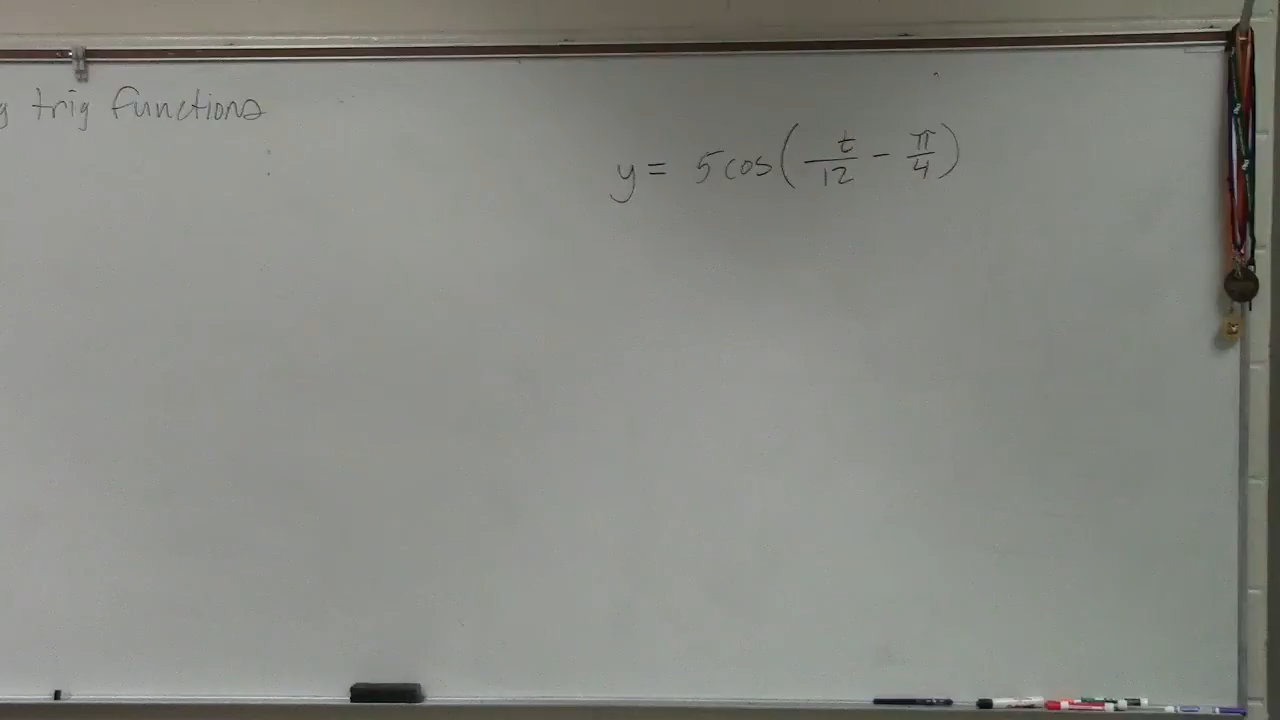 g trig functions
y = 5cos(t/12 - π/4)